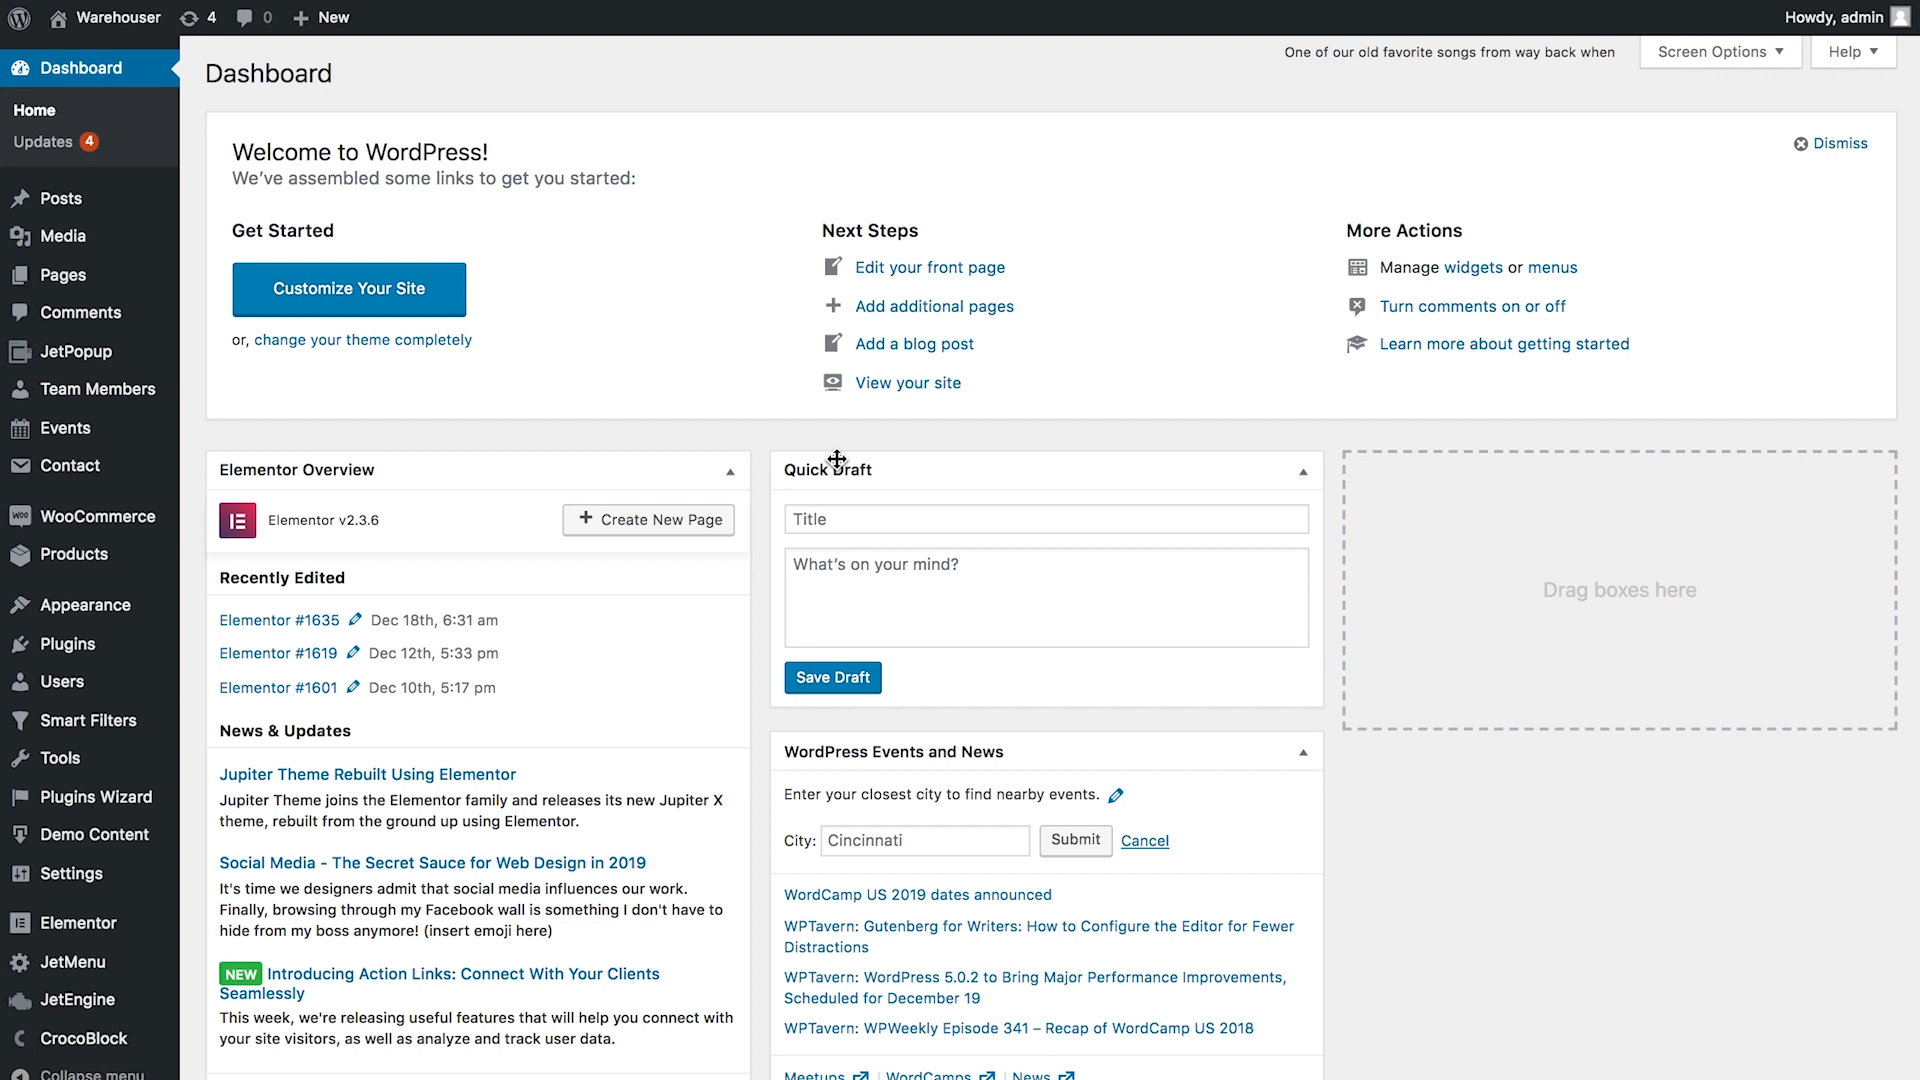 Warehouser 4 0 New Howdy, admin
One of our old favorite songs from way back when Screen Options Help
Dashboard
Home
Updates 4
Posts
Media
Pages
Comments
JetPopup
Team Members
Events
Contact
WOO WooCommerce
Products
Appearance
Plugins
Users
Smart Filters
Tools
Plugins Wizard
Demo Content
Settings
Elementor
JetMenu
JetEngine
CrocoBlock
Collapse menu
Dashboard
Welcome to WordPress!
We've assembled some links to get you started:
Dismiss
Get Started
Customize Your Site
or, change your theme completely
Next Steps
Edit your front page
Add additional pages
Add a blog post
View your site
More Actions
Manage widgets or menus
Turn comments on or off
Learn more about getting started
Elementor Overview
Elementor v2.3.6
Create New Page
Recently Edited
Elementor #1635 Dec 18th, 6:31 am
Elementor #1619 Dec 12th, 5:33 pm
Elementor #1601 Dec 10th, 5:17 pm
News & Updates
Jupiter Theme Rebuilt Using Elementor
Jupiter Theme joins the Elementor family and releases its new Jupiter X
theme, rebuilt from the ground up using Elementor.
Social Media - The Secret Sauce for Web Design in 2019
It's time we designers admit that social media influences our work.
Finally, browsing through my Facebook wall is something I don't have to
hide from my boss anymore! (insert emoji here)
NEW Introducing Action Links: Connect With Your Clients
Seamlessly
This week, we're releasing useful features that will help you connect with
your site visitors, as well as analyze and track user data.
Quick Draft
Title
What's on your mind?
Save Draft
WordPress Events and News
Enter your closest city to find nearby events.
City: Cincinnati Submit Cancel
WordCamp US 2019 dates announced
WPTavern: Gutenberg for Writers: How to Configure the Editor for Fewer
Distractions
WPTavern: WordPress 5.0.2 to Bring Major Performance Improvements,
Scheduled for December 19
WPTavern: WPWeekly Episode 341 – Recap of WordCamp US 2018
Meetups | WordCamps | News
Drag boxes here